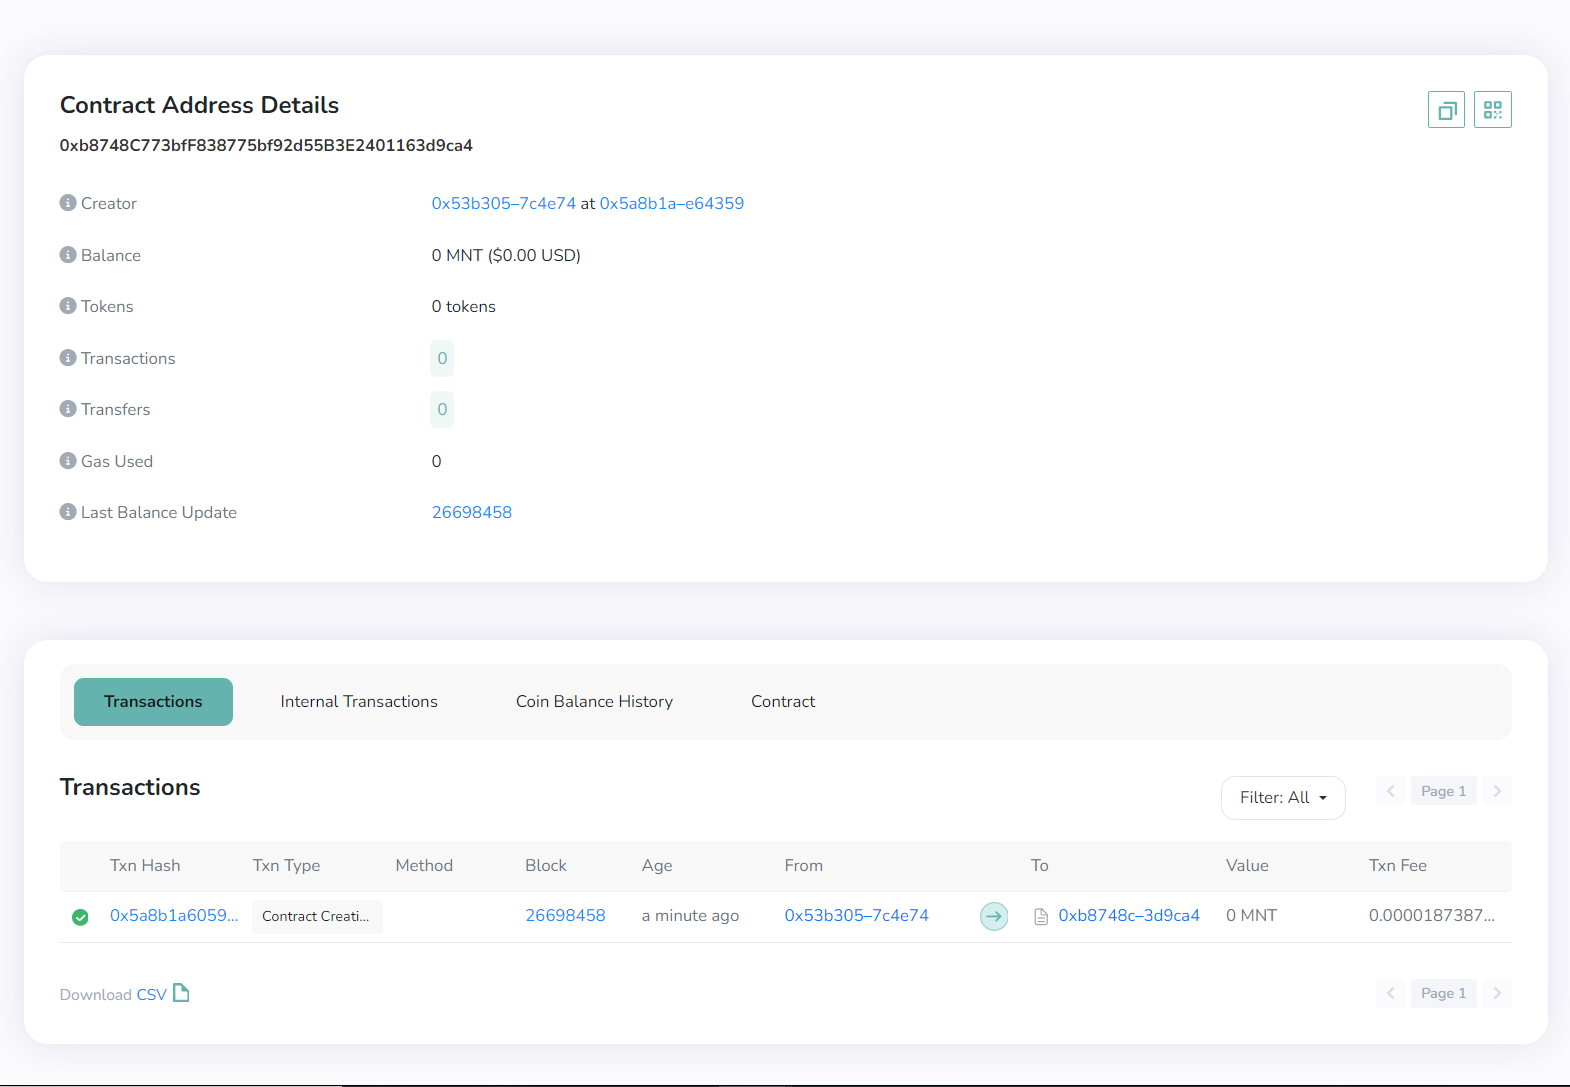 Contract Address Details
0xb8748C773bfF838775bf92d55B3E2401163d9ca4
Creator 0x53b305–7c4e74 at 0x5a8b1a–e64359
Balance 0 MNT ($0.00 USD)
Tokens 0 tokens
Transactions 0
Transfers 0
Gas Used 0
Last Balance Update 26698458
Transactions Internal Transactions Coin Balance History Contract
Transactions Filter: All Page 1
Txn Hash Txn Type Method Block Age From To Value Txn Fee
0x5a8b1a6059... Contract Creati... 26698458 a minute ago 0x53b305–7c4e74 0xb8748c–3d9ca4 0 MNT 0.0000187387...
Download CSV Page 1